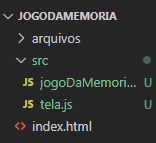 JOGODAMEMORIA
arquivos
src
JS jogoDaMemori... U
JS tela.js U
<> index.html